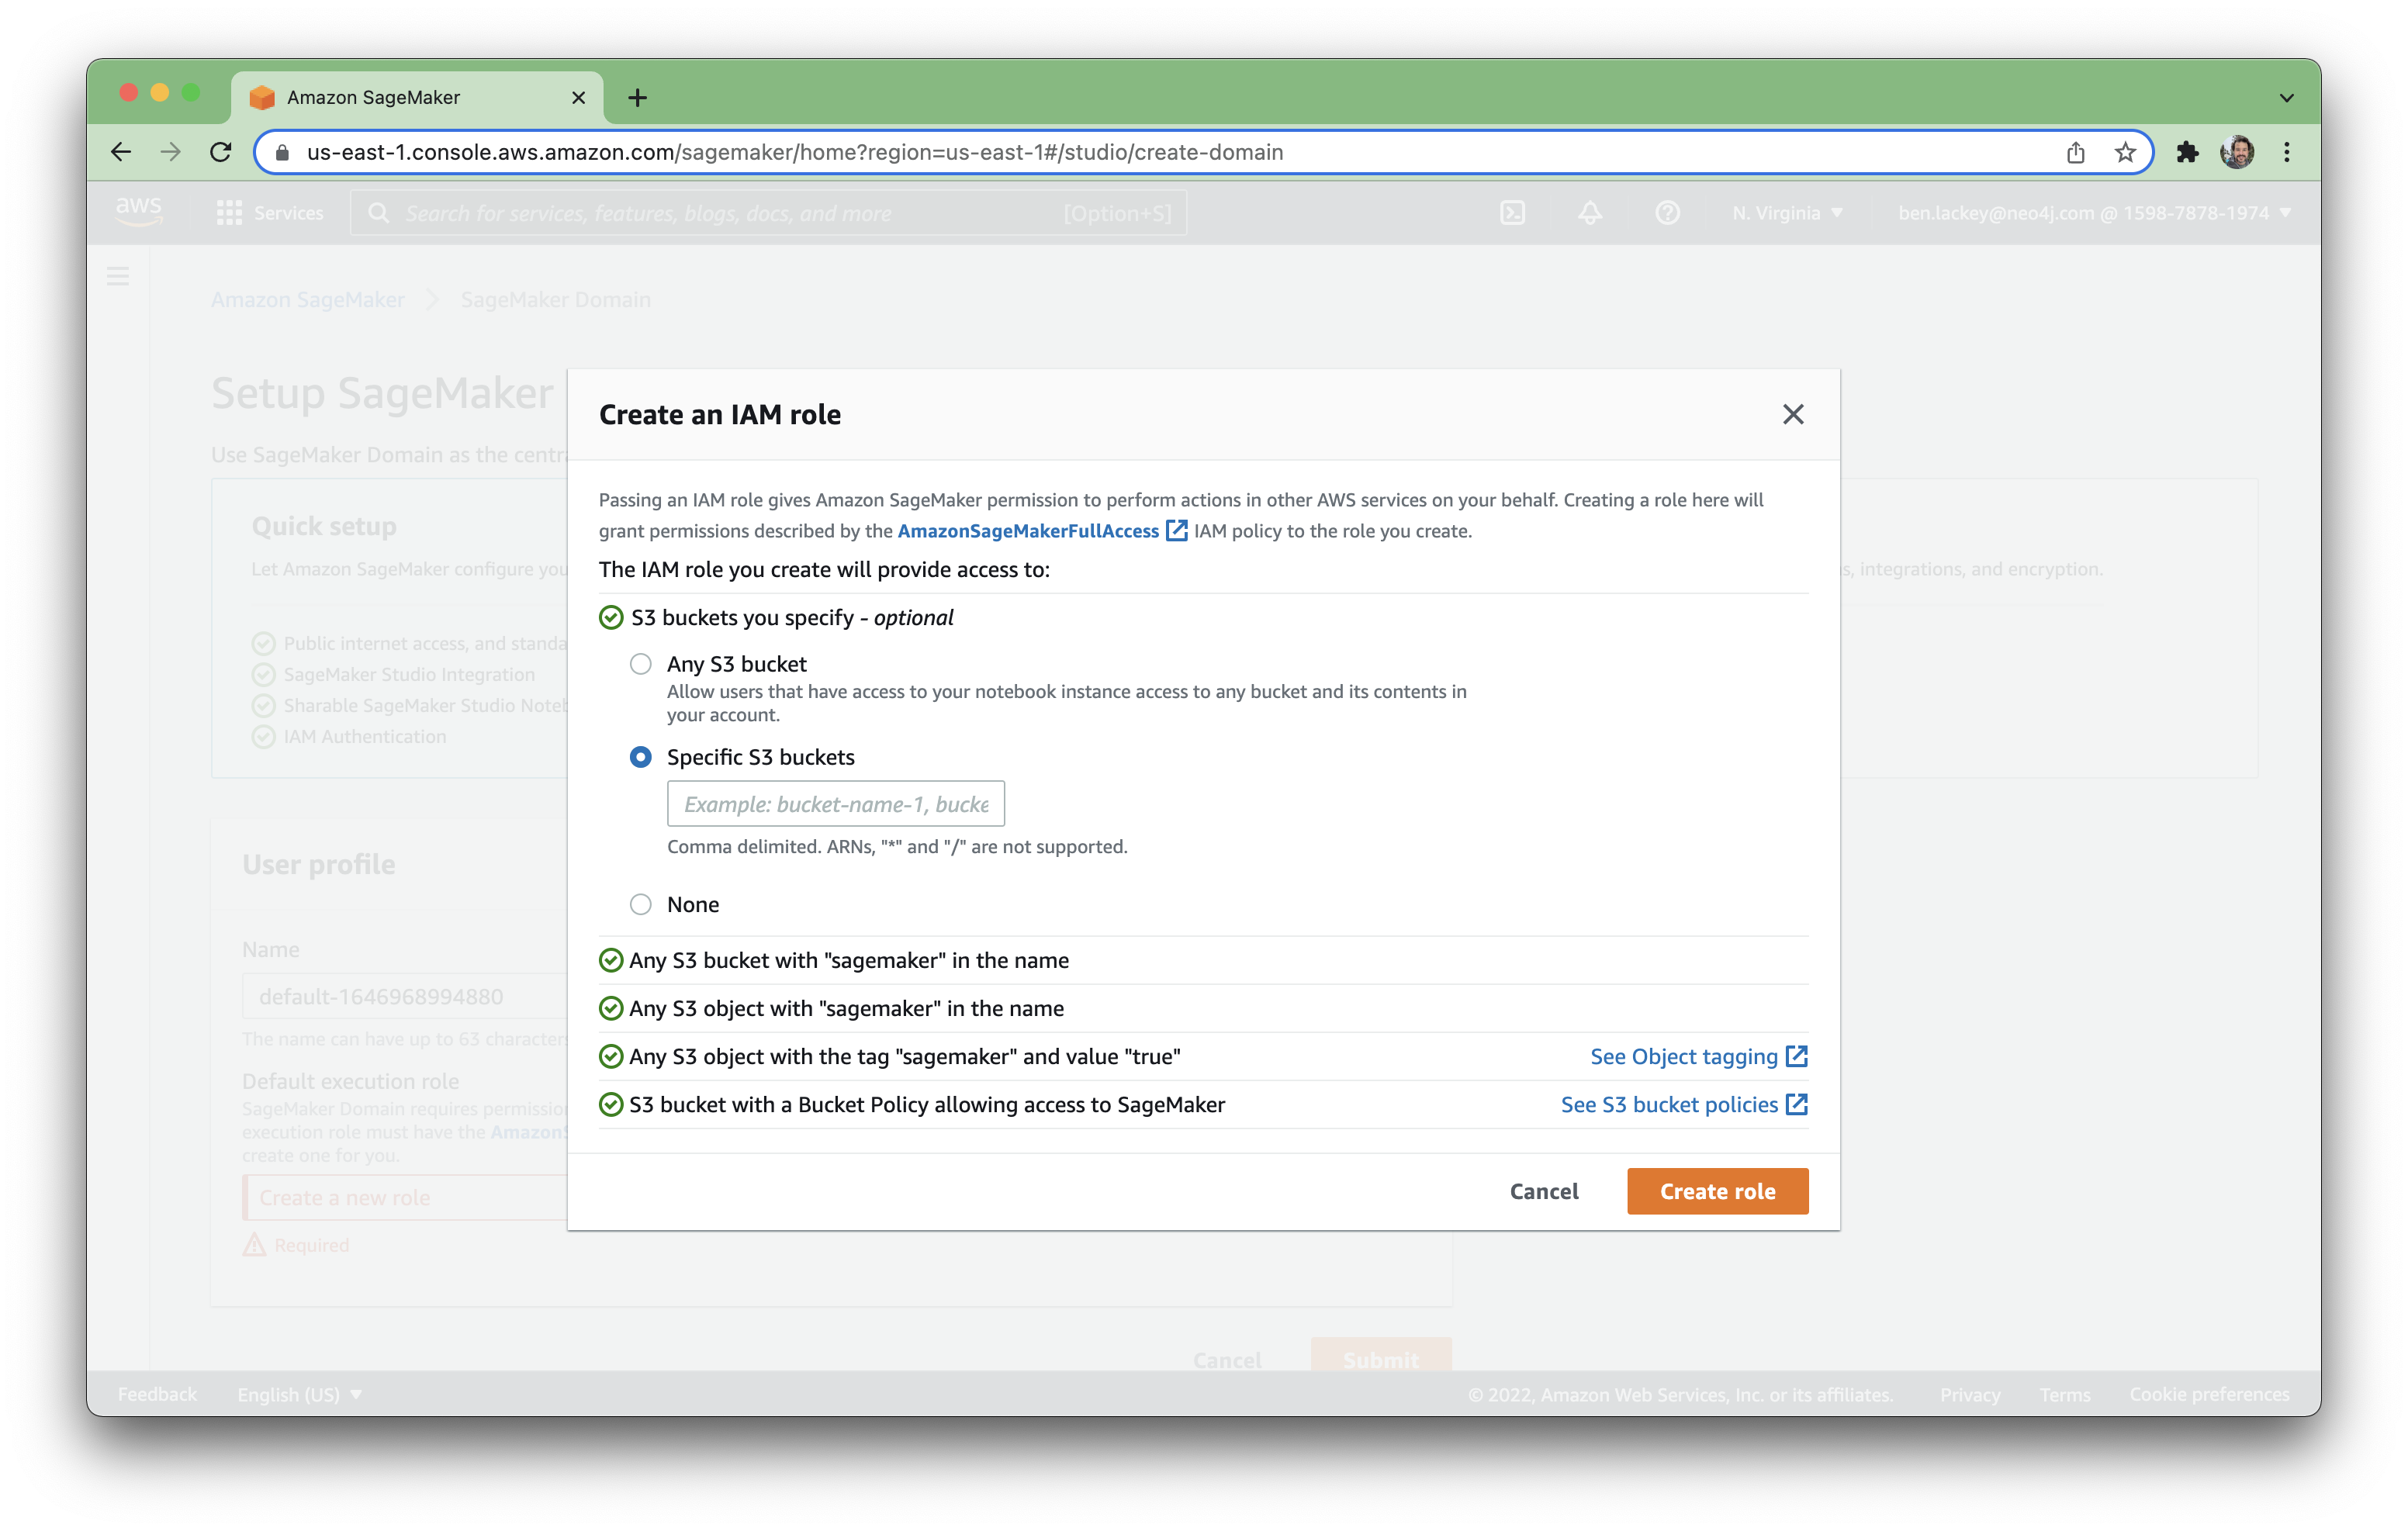 Amazon SageMaker
us-east-1.console.aws.amazon.com/sagemaker/home?region=us-east-1#/studio/create-domain
aws
Services
Search for services, features, blogs, docs, and more
[Option+S]
N. Virginia
ben.lackey@neo4j.com @ 1598-7878-1974
Amazon SageMaker
SageMaker Domain
Setup SageMaker
Use SageMaker Domain as the
Quick setup
Let Amazon SageMaker configure
s, integrations, and encryption.
Public internet access, and
SageMaker Studio Integration
Sharable SageMaker Studio
IAM Authentication
User profile
Name
default-1646968994880
The name can have up to 63
Default execution role
SageMaker Domain requires
execution role must have the
create one for you.
Create a new role
Required
Cancel
Submit
Create an IAM role
Passing an IAM role gives Amazon SageMaker permission to perform actions in other AWS services on your behalf. Creating a role here will
grant permissions described by the AmazonSageMakerFullAccess IAM policy to the role you create.
The IAM role you create will provide access to:
S3 buckets you specify - optional
Any S3 bucket
Allow users that have access to your notebook instance access to any bucket and its contents in
your account.
Specific S3 buckets
Example: bucket-name-1, bucke
Comma delimited. ARNs, "*" and "/" are not supported.
None
Any S3 bucket with "sagemaker" in the name
Any S3 object with "sagemaker" in the name
Any S3 object with the tag "sagemaker" and value "true"
See Object tagging
S3 bucket with a Bucket Policy allowing access to SageMaker
See S3 bucket policies
Cancel
Create role
Feedback
English (US)
© 2022, Amazon Web Services, Inc. or its affiliates.
Privacy
Terms
Cookie preferences